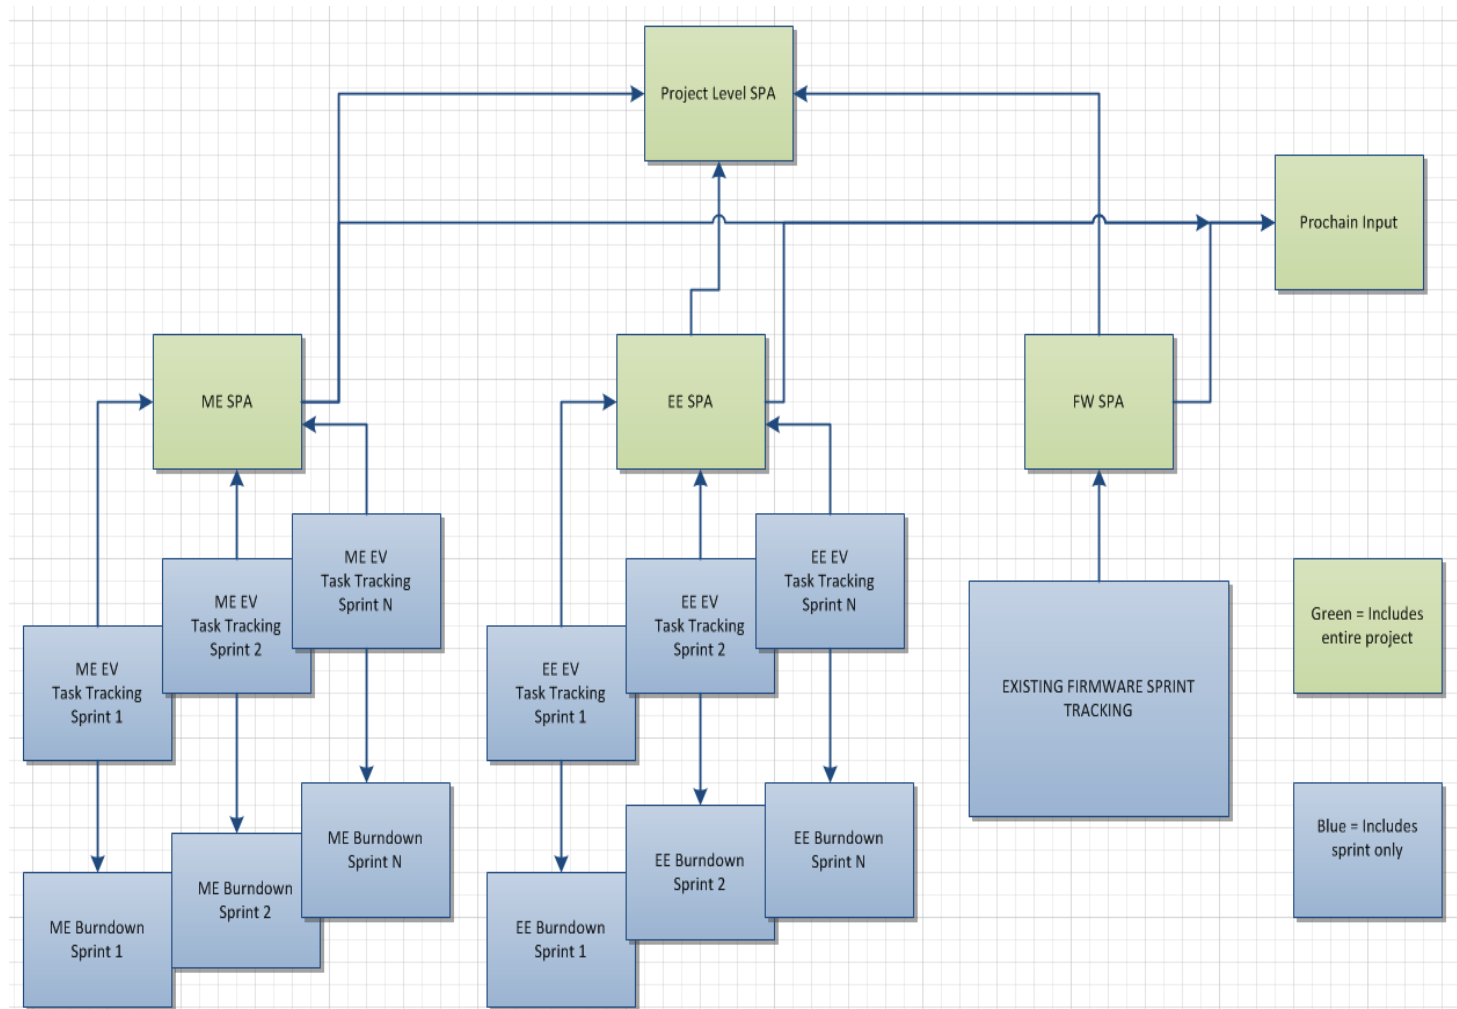 Project Level SPA
Prochain Input
ME SPA
EE SPA
FW SPA
ME EV
Task Tracking
Sprint N
ME EV
Task Tracking
Sprint 2
ME EV
Task Tracking
Sprint 1
EE EV
Task Tracking
Sprint N
EE EV
Task Tracking
Sprint 2
EE EV
Task Tracking
Sprint 1
EXISTING FIRMWARE SPRINT
TRACKING
Green = Includes
entire project
ME Burndown
Sprint N
ME Burndown
Sprint 2
ME Burndown
Sprint 1
EE Burndown
Sprint N
EE Burndown
Sprint 2
EE Burndown
Sprint 1
Blue = Includes
sprint only